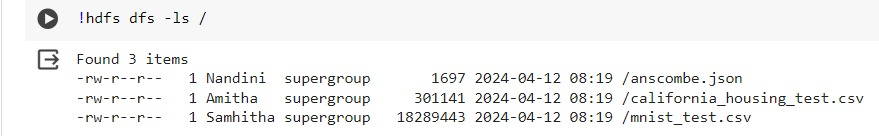 !hdfs dfs -ls /
Found 3 items
-rw-r--r-- 1 Nandini supergroup 1697 2024-04-12 08:19 /anscombe.json
-rw-r--r-- 1 Amitha supergroup 301141 2024-04-12 08:19 /california_housing_test.csv
-rw-r--r-- 1 Samhitha supergroup 18289443 2024-04-12 08:19 /mnist_test.csv